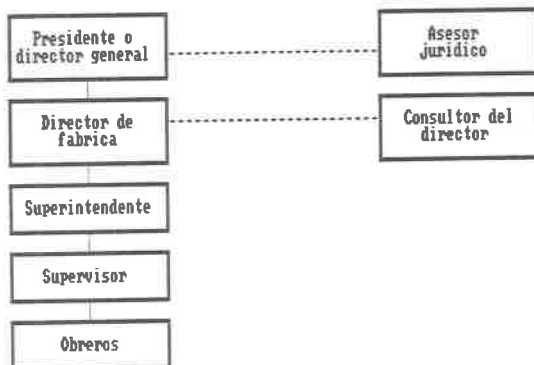 Presidente o
director general
Asesor
juridico
Director de
fabrica
Consultor del
director
Superintendente
Supervisor
Obreros